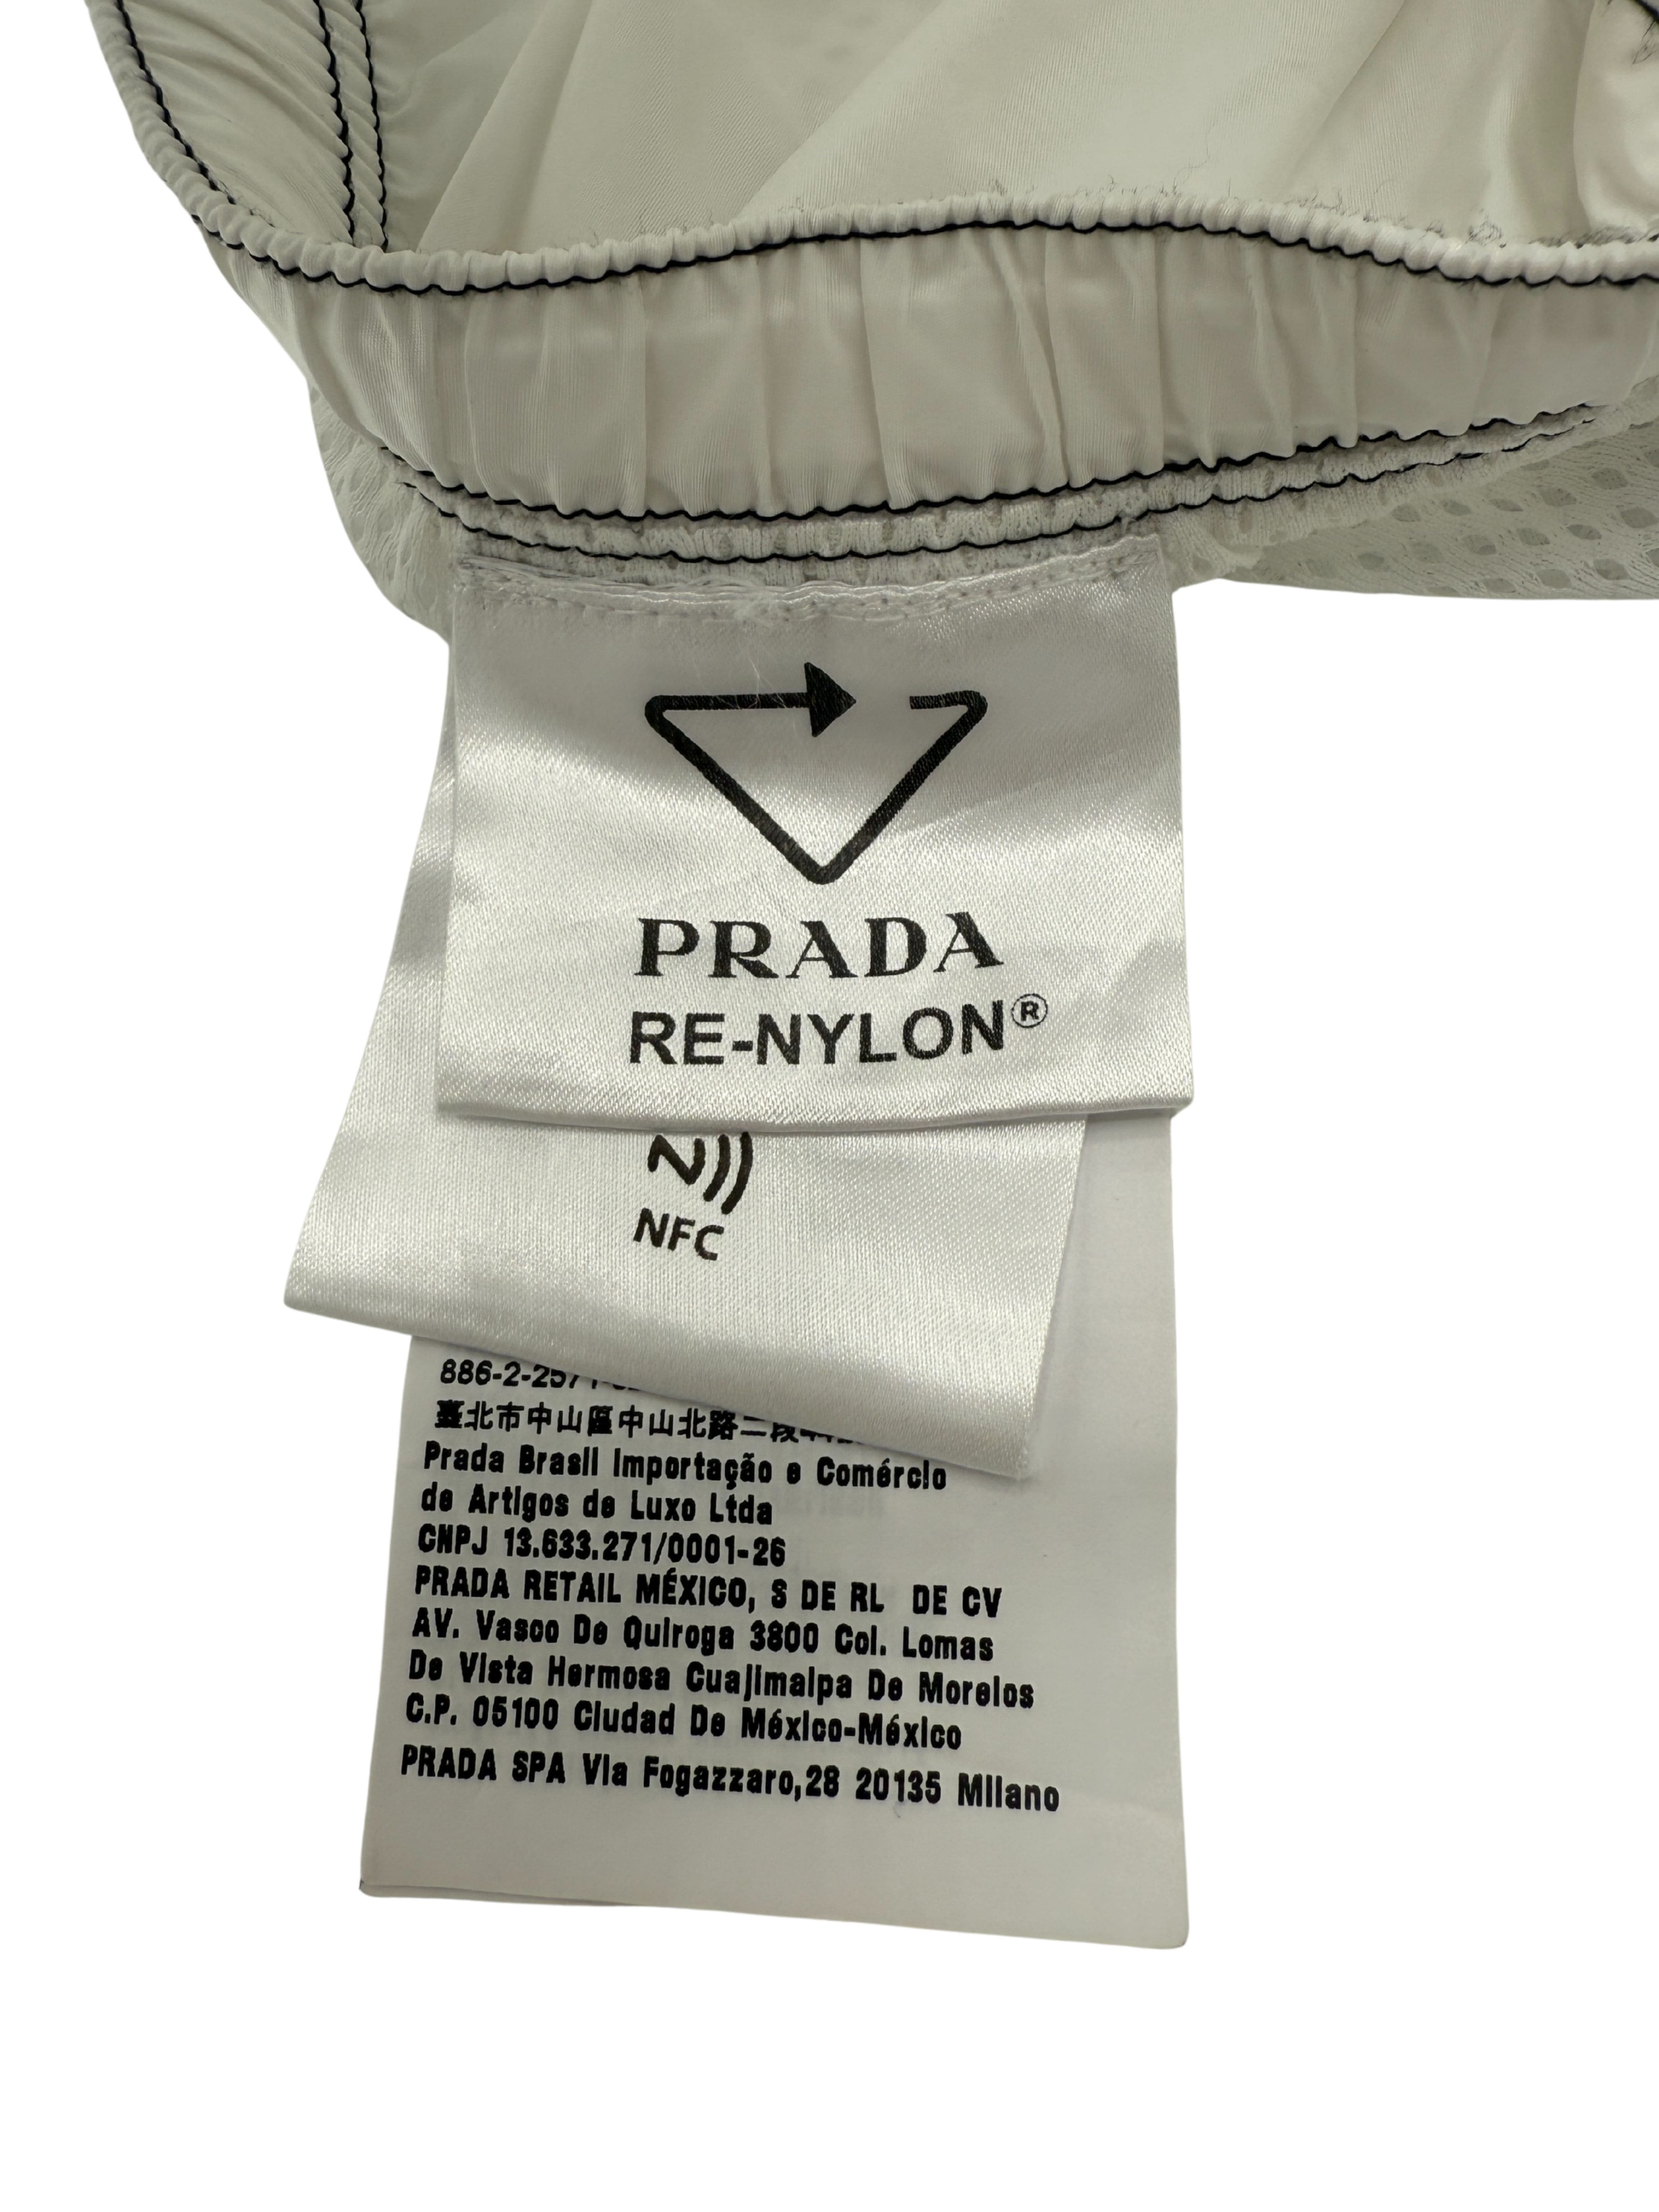 PRADA
RE-NYLON®
NFC
886-2-2571-
臺北市中山區中山北路二段
Prada Brasil Importação e Comércio
de Artigos de Luxo Ltda
CNPJ 13.633.271/0001-26
PRADA RETAIL MÉXICO, S DE RL DE CV
AV. Vasco De Quiroga 3800 Col. Lomas
De Vista Hermosa Cuajimalpa De Morelos
C.P. 05100 Ciudad De México-México
PRADA SPA Via Fogazzaro,28 20135 Milano